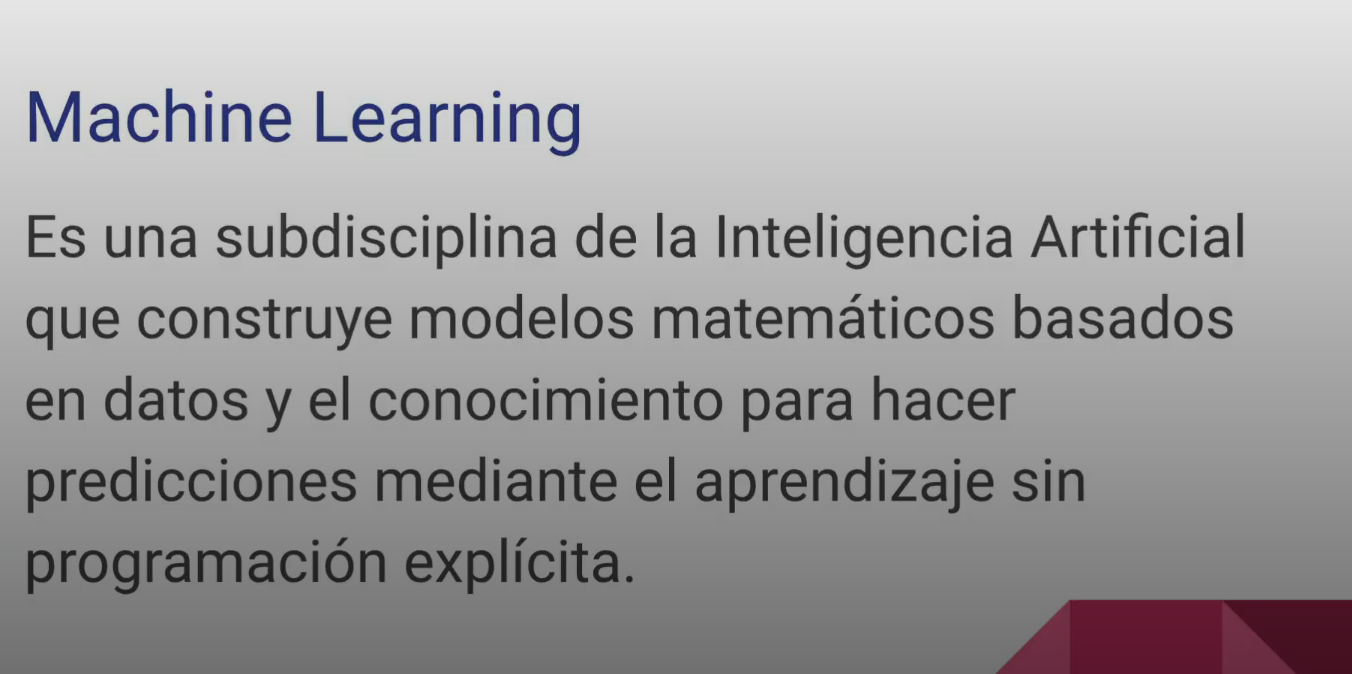 Machine Learning
Es una subdisciplina de la Inteligencia Artificial
que construye modelos matemáticos basados
en datos y el conocimiento para hacer
predicciones mediante el aprendizaje sin
programación explícita.